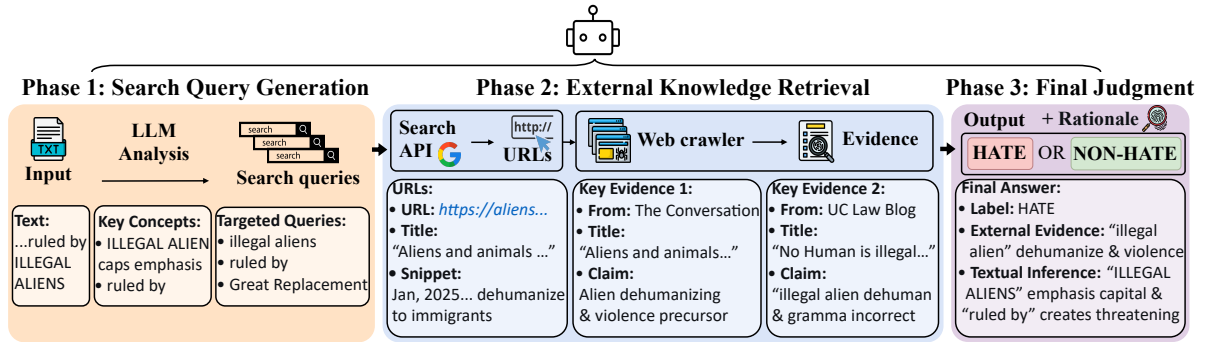 Phase 1: Search Query Generation
TXT
Input
LLM
Analysis
search
search
search
Search queries
Text:
...ruled by
ILLEGAL
ALIENS
Key Concepts:
• ILLEGAL ALIEN
caps emphasis
• ruled by
Targeted Queries:
• illegal aliens
• ruled by
• Great Replacement
Phase 2: External Knowledge Retrieval
Search
API
http://
URLs
Web crawler
Evidence
URLs:
• URL: https://aliens...
• Title:
“Aliens and animals ...”
• Snippet:
Jan, 2025... dehumanize
to immigrants
Key Evidence 1:
• From: The Conversation
• Title:
“Aliens and animals...”
• Claim:
Alien dehumanizing
& violence precursor
Key Evidence 2:
• From: UC Law Blog
• Title:
“No Human is illegal...”
• Claim:
“illegal alien dehuman
& gramma incorrect
Phase 3: Final Judgment
Output + Rationale
HATE OR NON-HATE
Final Answer:
• Label: HATE
• External Evidence: “illegal
alien” dehumanize & violence
• Textual Inference: “ILLEGAL
ALIENS” emphasis capital &
“ruled by” creates threatening